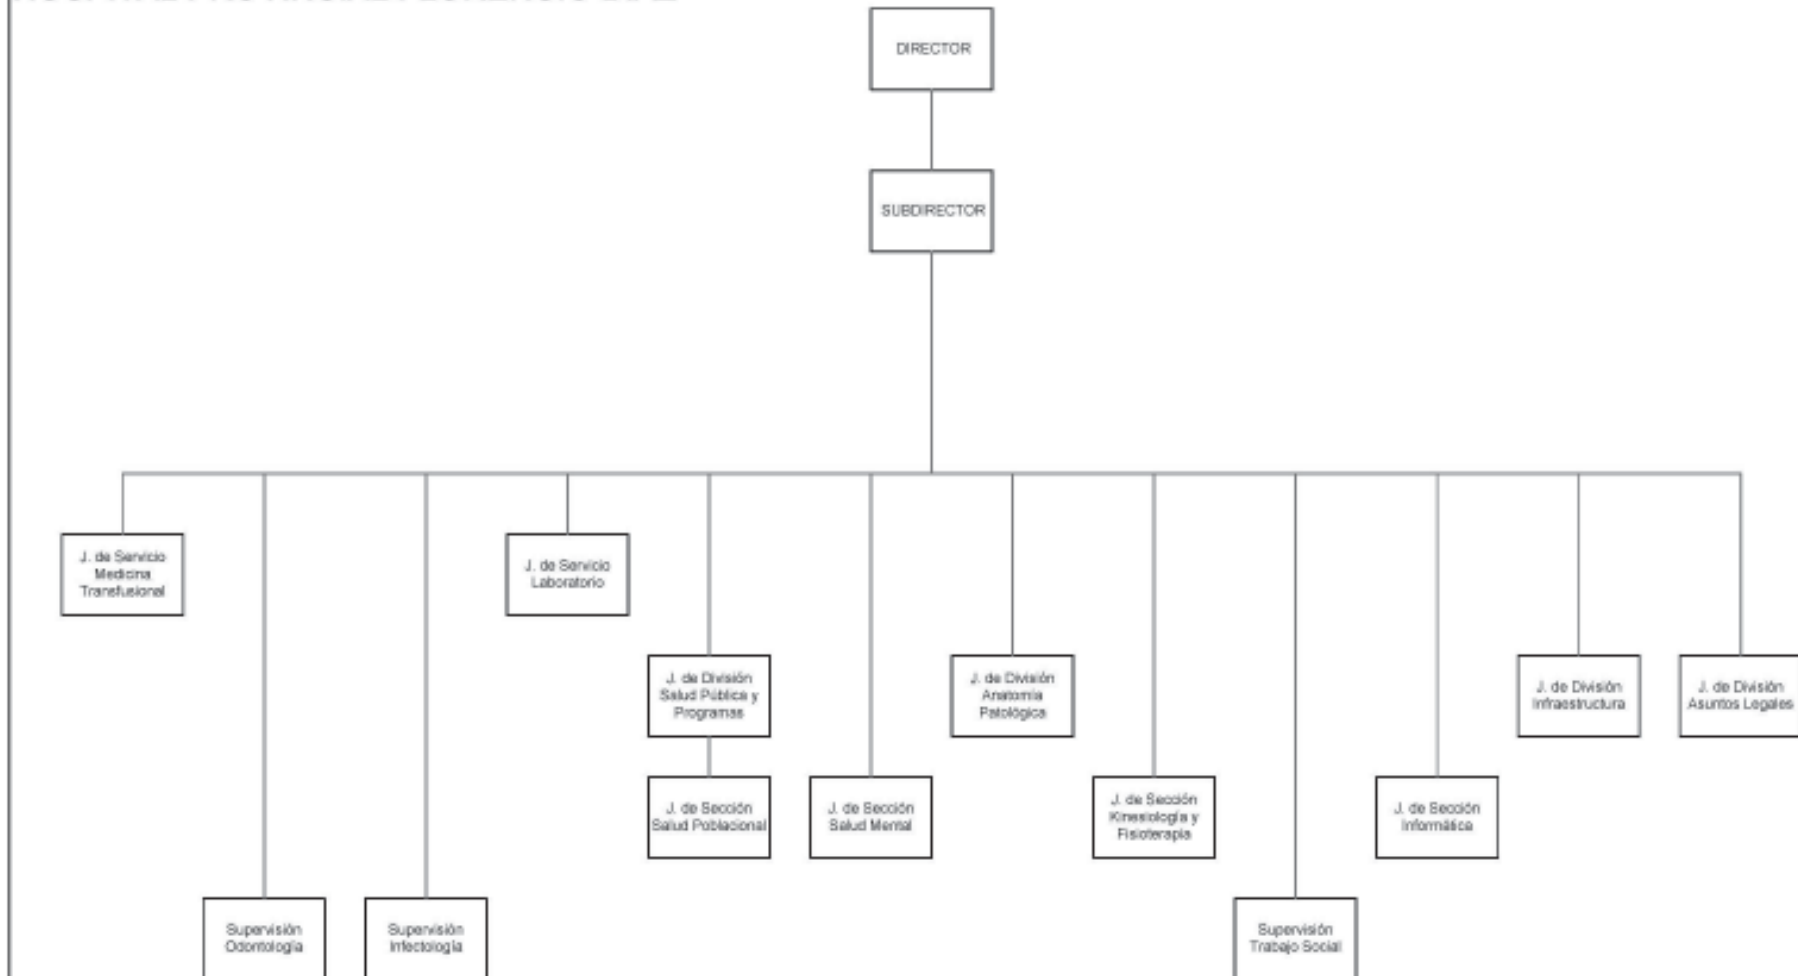 DIRECTOR
SUBDIRECTOR
J. de Servicio
Medicina
Transfusional
J. de Servicio
Laboratorio
J. de División
Salud Pública y
Programas
J. de División
Anatomía
Patológica
J. de División
Infraestructura
J. de División
Asuntos Legales
J. de Sección
Salud Poblacional
J. de Sección
Salud Mental
J. de Sección
Kinesiología y
Fisioterapia
J. de Sección
Informática
Supervisión
Odontología
Supervisión
Infectología
Supervisión
Trabajo Social